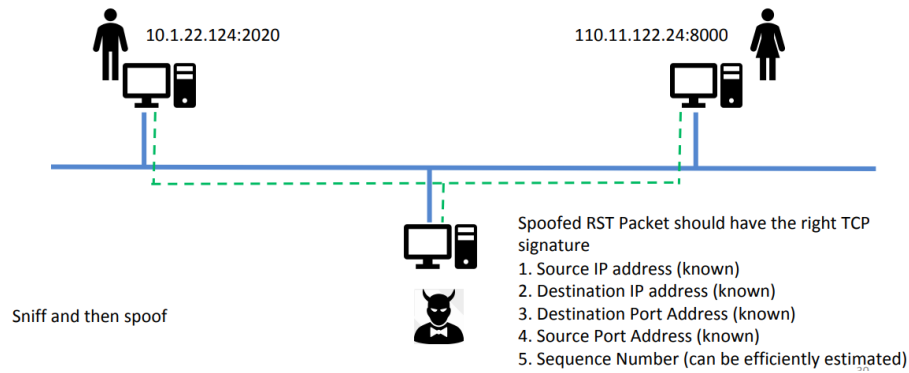 10.1.22.124:2020
110.11.122.24:8000
Spoofed RST Packet should have the right TCP
signature
1. Source IP address (known)
2. Destination IP address (known)
3. Destination Port Address (known)
4. Source Port Address (known)
5. Sequence Number (can be efficiently estimated)
Sniff and then spoof